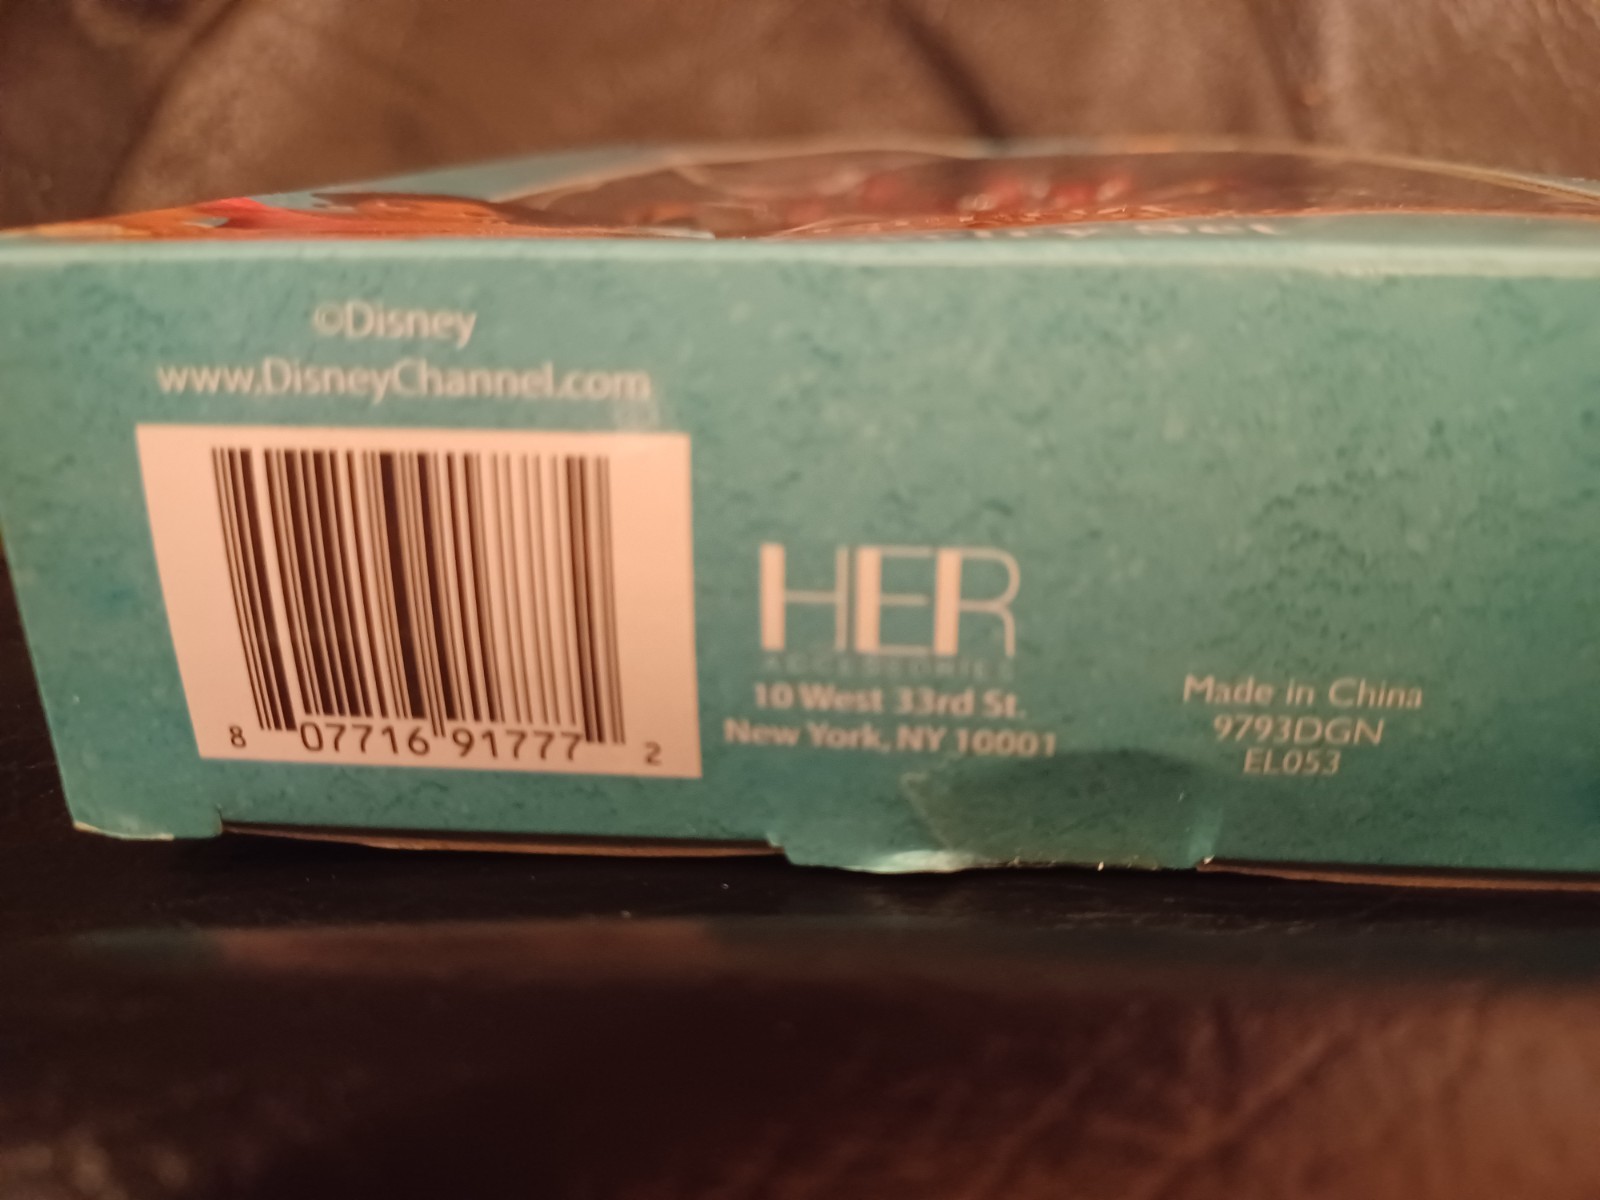 ©Disney
www.DisneyChannel.com
8 07716 91777 2
HER
ACCESSORIES
10 West 33rd St.
New York, NY 10001
Made in China
9793DGN
EL053